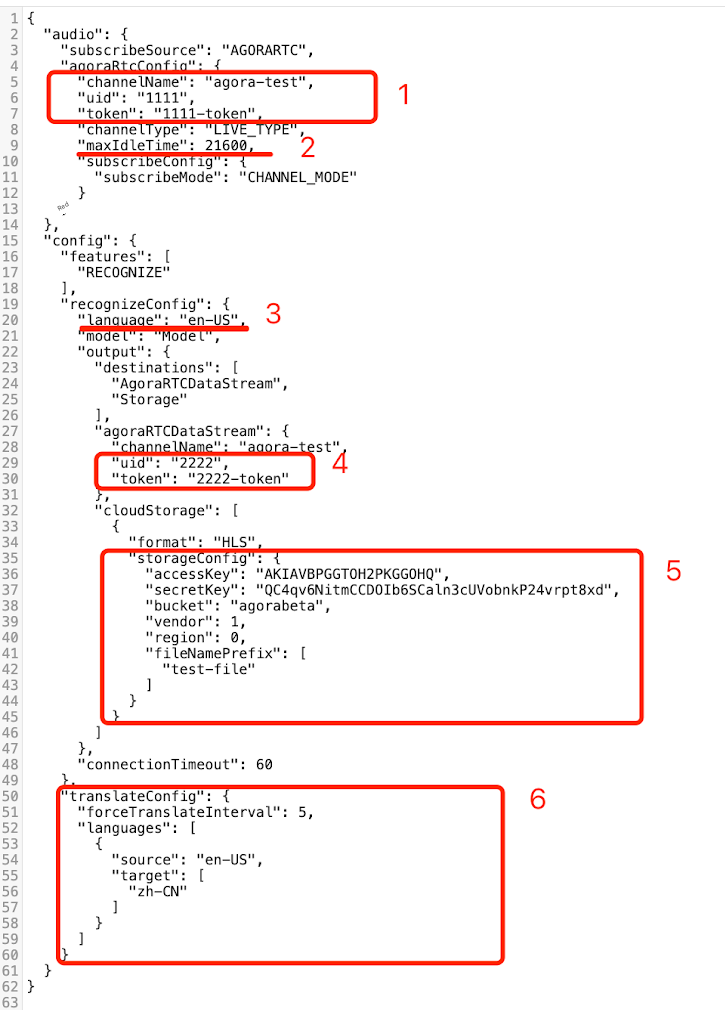 1 {
2 "audio": {
3 "subscribeSource": "AGORARTC",
4 "agoraRtcConfig": {
5 "channelName": "agora-test",
6 "uid": "1111",
7 "token": "1111-token",
1
8 "channelType": "LIVE_TYPE",
9 "maxIdleTime": 21600,
2
10 "subscribeConfig": {
11 "subscribeMode": "CHANNEL_MODE"
12 }
13 Red
14 },
15 "config": {
16 "features": [
17 "RECOGNIZE"
18 ],
19 "recognizeConfig": {
20 "language": "en-US",
3
21 "model": "Model",
22 "output": {
23 "destinations": [
24 "AgoraRTCDataStream",
25 "Storage"
26 ],
27 "agoraRTCDataStream": {
28 "channelName": "agora-test",
29 "uid": "2222",
4
30 "token": "2222-token"
31 },
32 "cloudStorage": [
33 {
34 "format": "HLS",
35 "storageConfig": {
5
36 "accessKey": "AKIAVBPGGTOH2PKGGOHQ",
37 "secretKey": "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",
38 "bucket": "agorabeta",
39 "vendor": 1,
40 "region": 0,
41 "fileNamePrefix": [
42 "test-file"
43 ]
44 }
45 }
46 ]
47 },
48 "connectionTimeout": 60
49 },
50 "translateConfig": {
6
51 "forceTranslateInterval": 5,
52 "languages": [
53 {
54 "source": "en-US",
55 "target": [
56 "zh-CN"
57 ]
58 }
59 ]
60 }
61 }
62 }
63